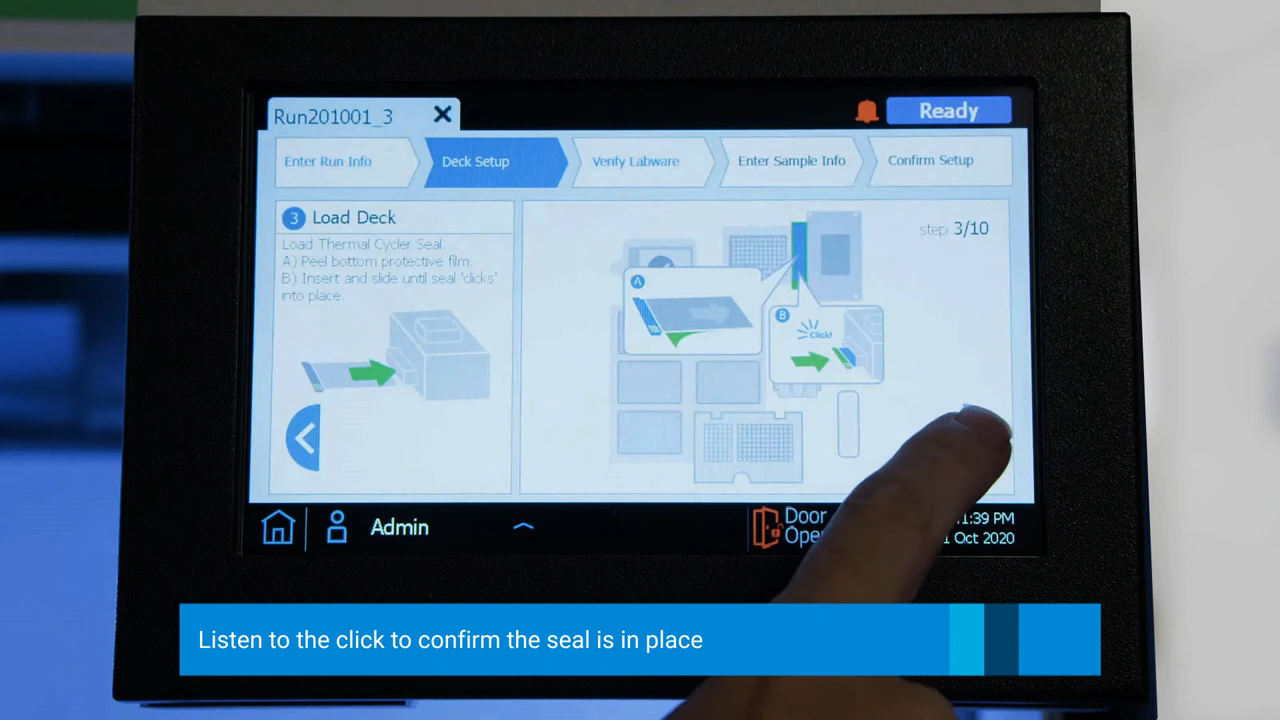 Run201001_3
Ready
Enter Run Info
Deck Setup
Verify Labware
Enter Sample Info
Confirm Setup
3 Load Deck
Load Thermal Cycler Seal.
A) Peel bottom protective film.
B) Insert and slide until seal 'clicks'
into place.
step 3/10
A
B
Click!
Admin
Door
:39 PM
Oct 2020
Listen to the click to confirm the seal is in place